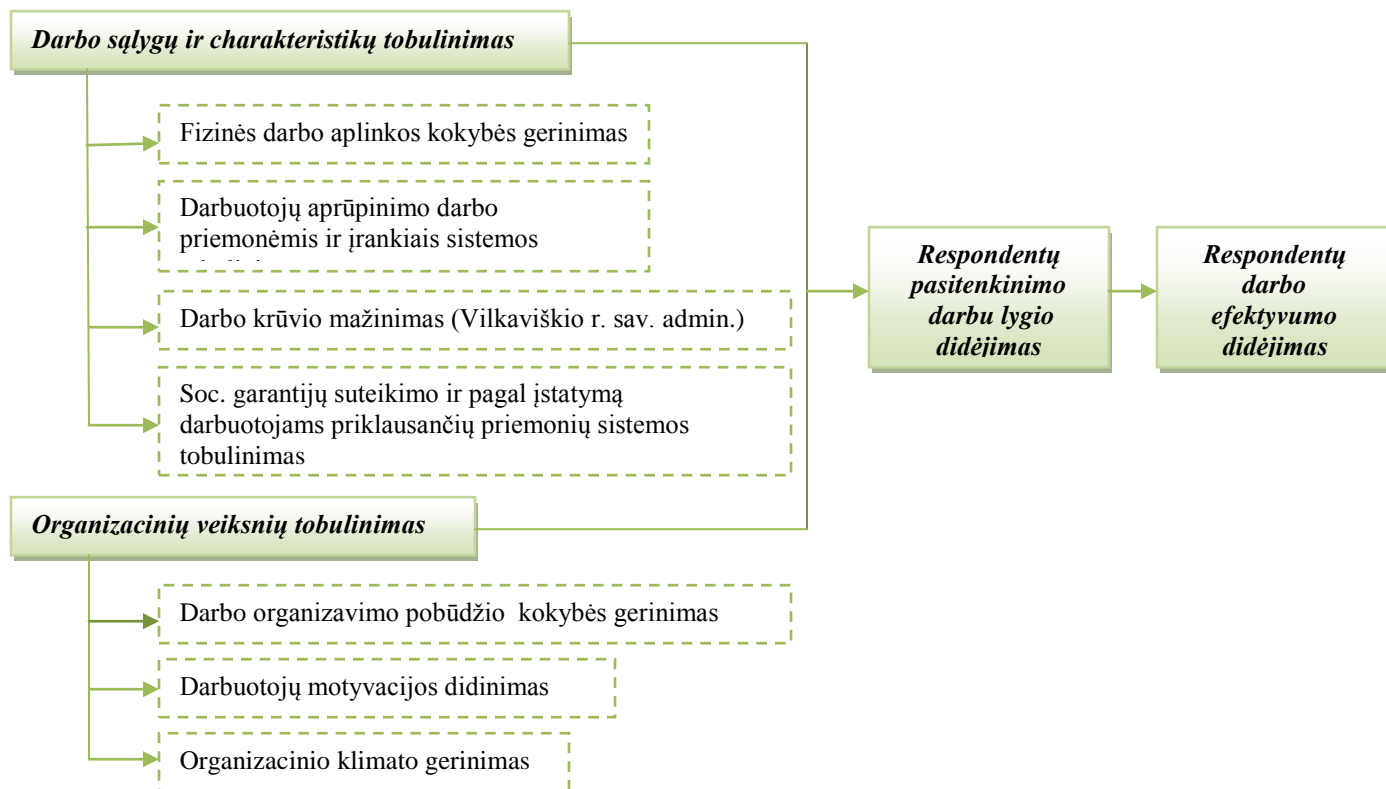 Darbo sąlygų ir charakteristikų tobulinimas
Fizinės darbo aplinkos kokybės gerinimas
Darbuotojų aprūpinimo darbo
priemonėmis ir įrankiais sistemos
Darbo krūvio mažinimas (Vilkaviškio r. sav. admin.)
Soc. garantijų suteikimo ir pagal įstatymą
darbuotojams priklausančių priemonių sistemos
tobulinimas
Respondentų
pasitenkinimo
darbu lygio
didėjimas
Respondentų
darbo
efektyvumo
didėjimas
Organizacinių veiksnių tobulinimas
Darbo organizavimo pobūdžio  kokybės gerinimas
Darbuotojų motyvacijos didinimas
Organizacinio klimato gerinimas